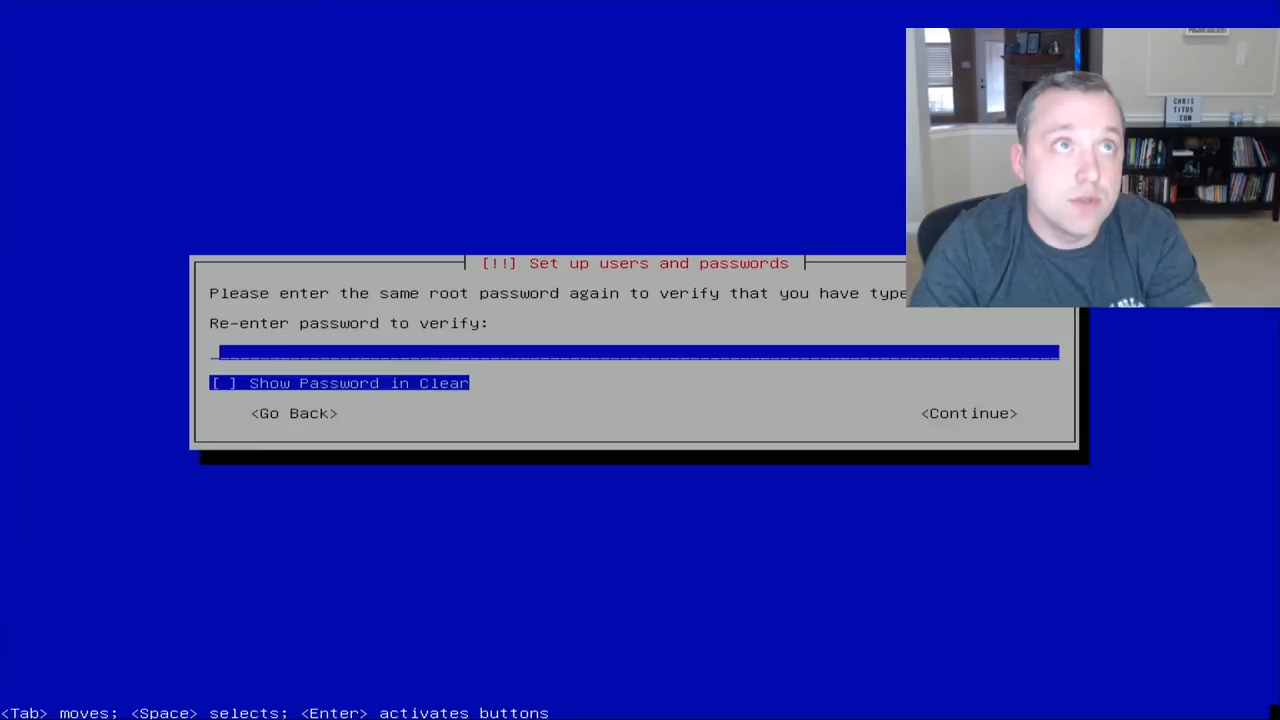 CHRIS
TITUS
COM
[!!] Set up users and passwords
Please enter the same root password again to verify that you have type
Re-enter password to verify:
[ ] Show Password in Clear
<Go Back>
<Continue>
<Tab> moves; <Space> selects; <Enter> activates buttons